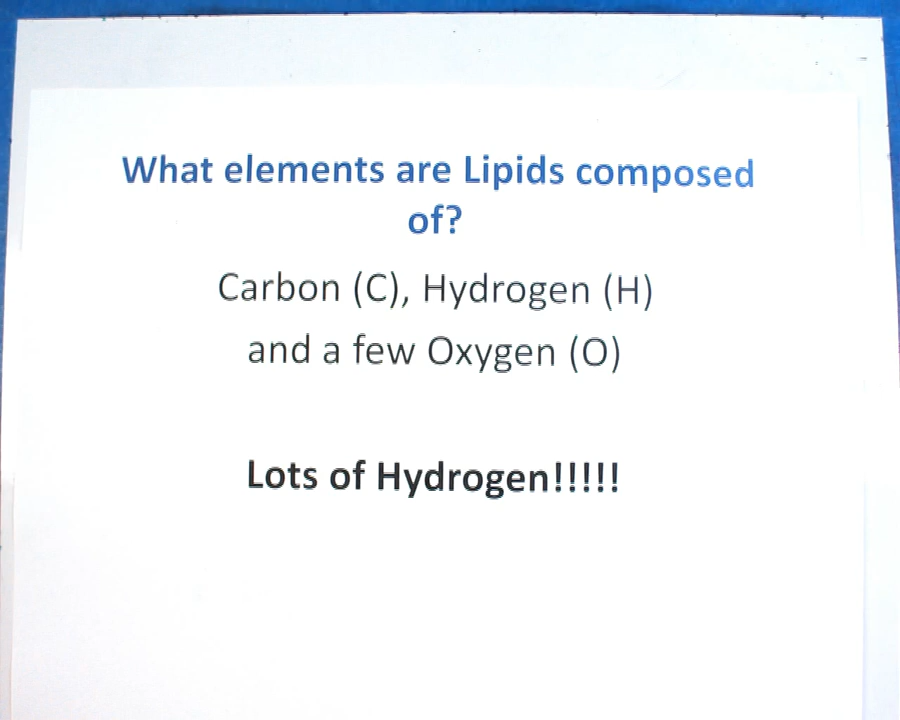 What elements are Lipids composed
of?
Carbon (C), Hydrogen (H)
and a few Oxygen (O)
Lots of Hydrogen!!!!!